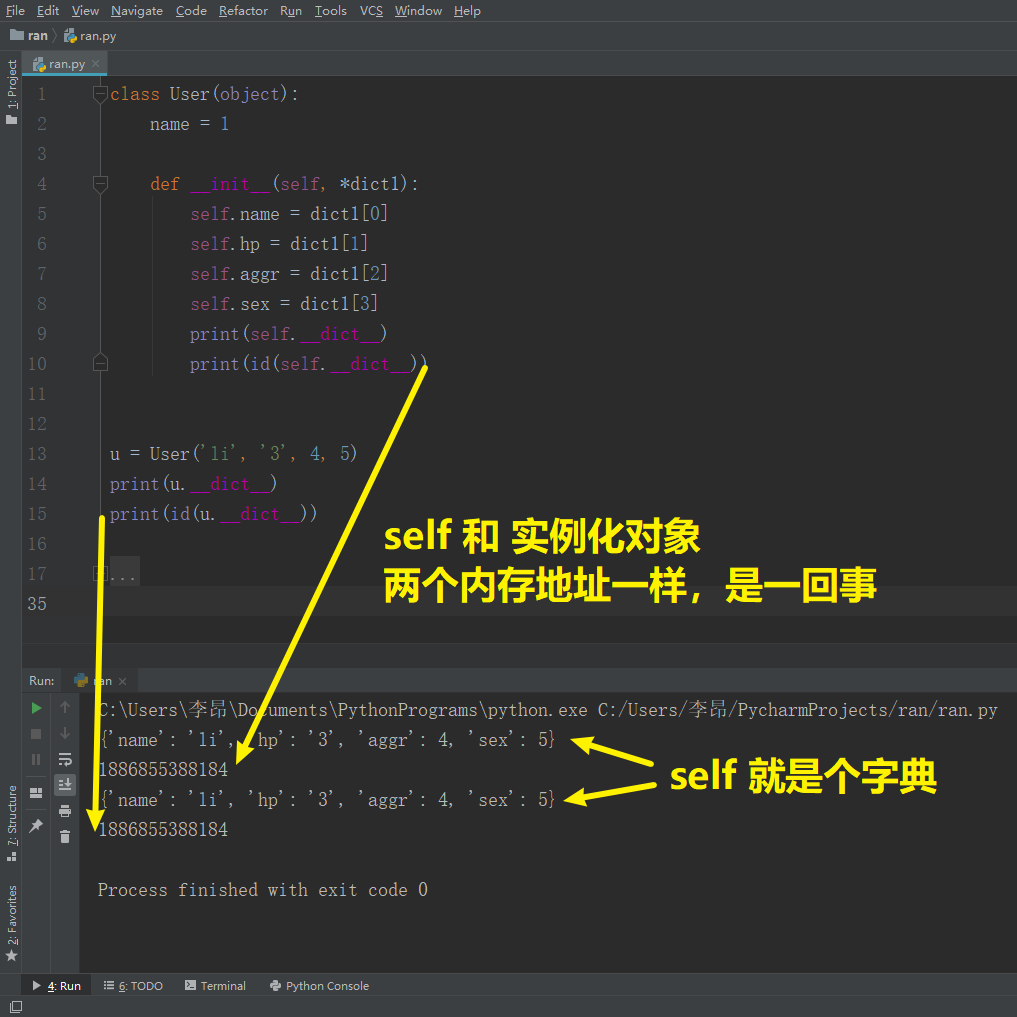 File Edit View Navigate Code Refactor Run Tools VCS Window Help
ran ran.py
1: Project
ran.py
1 class User(object):
2 name = 1
3
4 def __init__(self, *dict1):
5 self.name = dict1[0]
6 self.hp = dict1[1]
7 self.aggr = dict1[2]
8 self.sex = dict1[3]
9 print(self.__dict__)
10 print(id(self.__dict__))
11
12
13 u = User('li', '3', 4, 5)
14 print(u.__dict__)
15 print(id(u.__dict__))
16
17 ...
35
self 和 实例化对象
两个内存地址一样，是一回事
Run: ran
C:\Users\李昂\Documents\PythonPrograms\python.exe C:/Users/李昂/PycharmProjects/ran/ran.py
{'name': 'li', 'hp': '3', 'aggr': 4, 'sex': 5}
1886855388184
{'name': 'li', 'hp': '3', 'aggr': 4, 'sex': 5}
1886855388184
self 就是个字典
Process finished with exit code 0
7: Structure
2: Favorites
4: Run 6: TODO Terminal Python Console